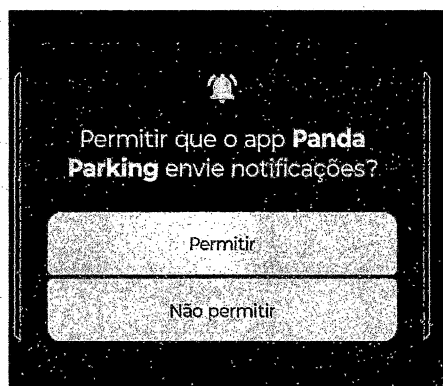 Permitir que o app Panda
Parking envie notificações?
Permitir
Não permitir